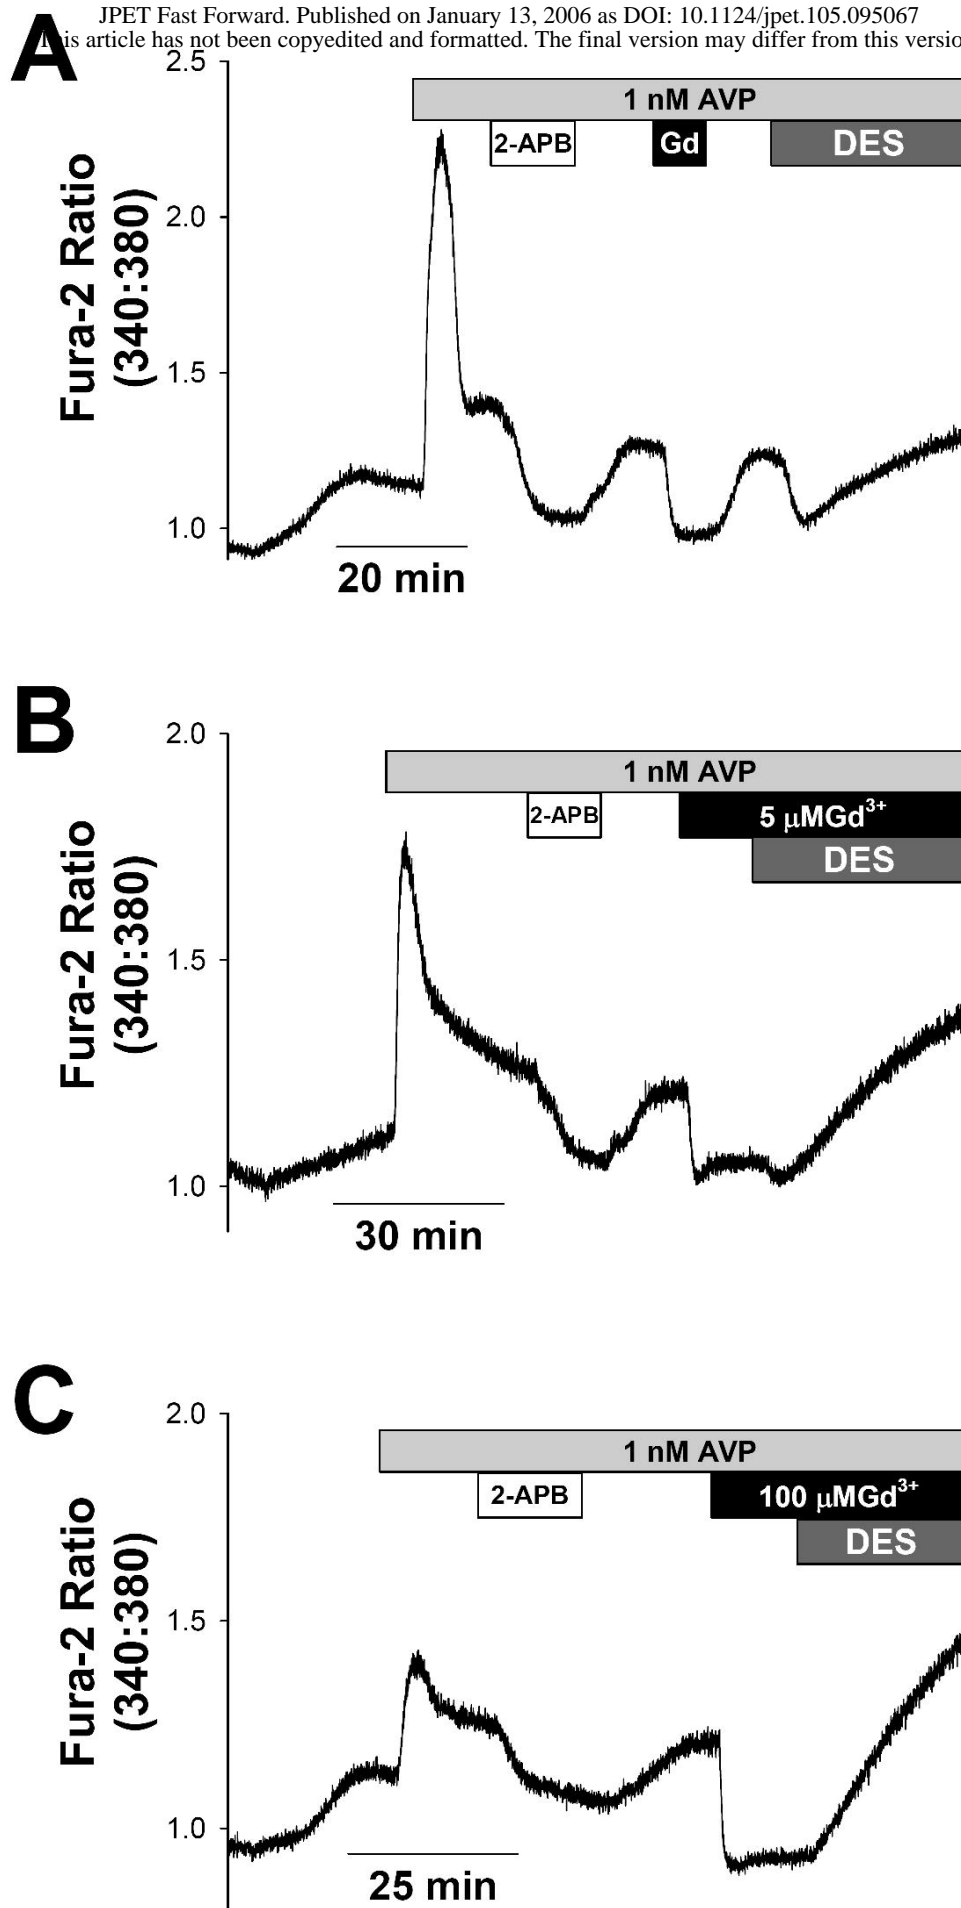 JPET Fast Forward. Published on January 13, 2006 as DOI: 10.1124/jpet.105.095067
is article has not been copyedited and formatted. The final version may differ from this versio
A
2.5
1 nM AVP
2-APB
Gd
DES
2.0
Fura-2 Ratio
(340:380)
1.5
1.0
20 min
B
2.0
1 nM AVP
2-APB
5 μMGd³⁺
DES
Fura-2 Ratio
(340:380)
1.5
1.0
30 min
C
2.0
1 nM AVP
2-APB
100 μMGd³⁺
DES
Fura-2 Ratio
(340:380)
1.5
1.0
25 min